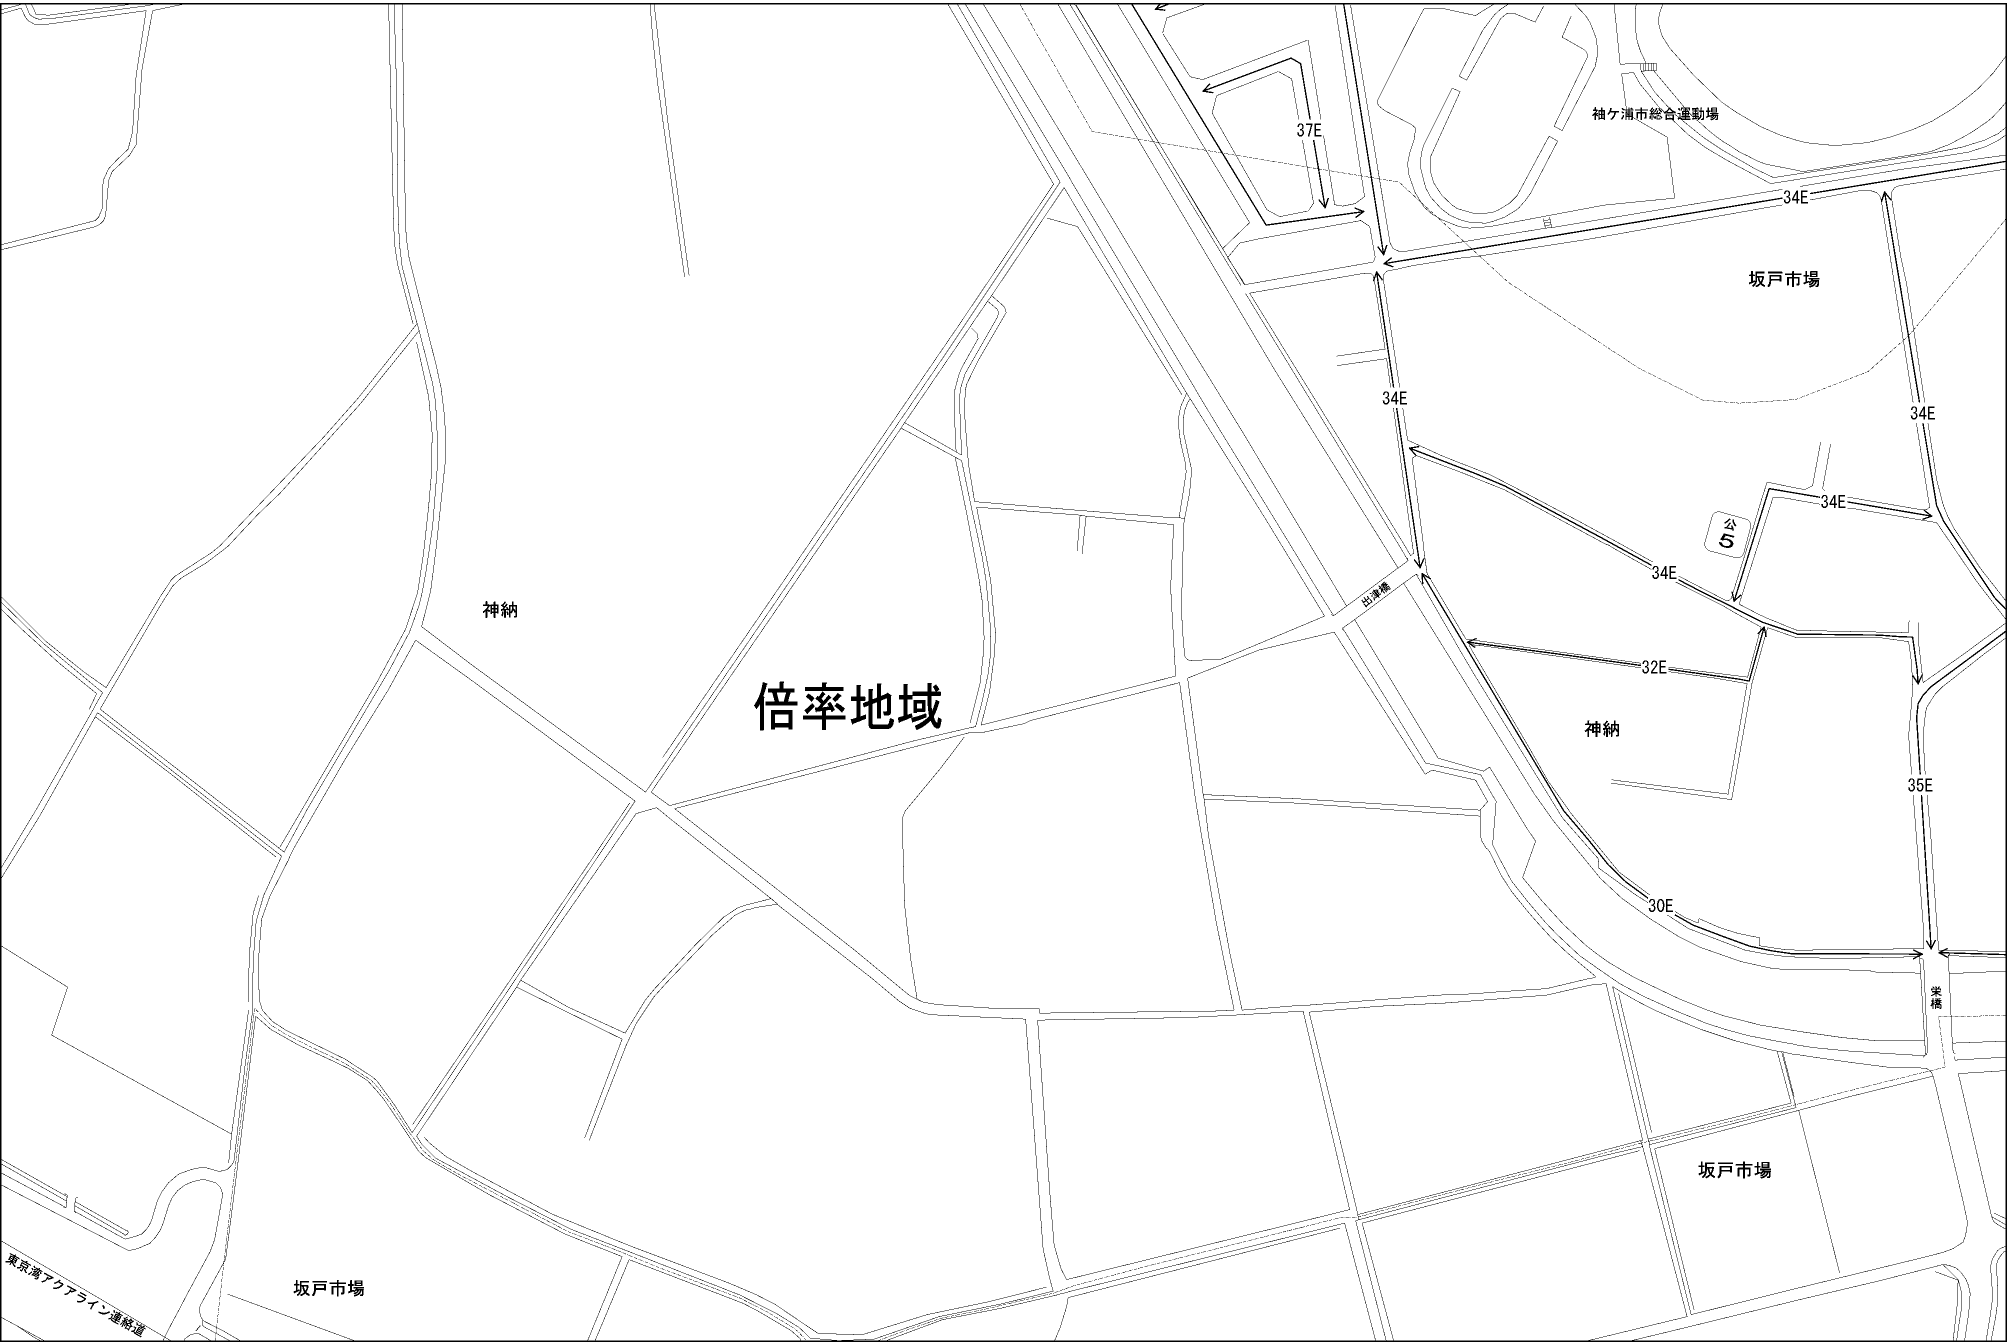 袖ケ浦市総合運動場
37E
34E
坂戸市場
34E
34E
34E
公
5
34E
出津橋
神納
32E
倍率地域
神納
35E
30E
栄橋
坂戸市場
坂戸市場
東京湾アクアライン連絡道